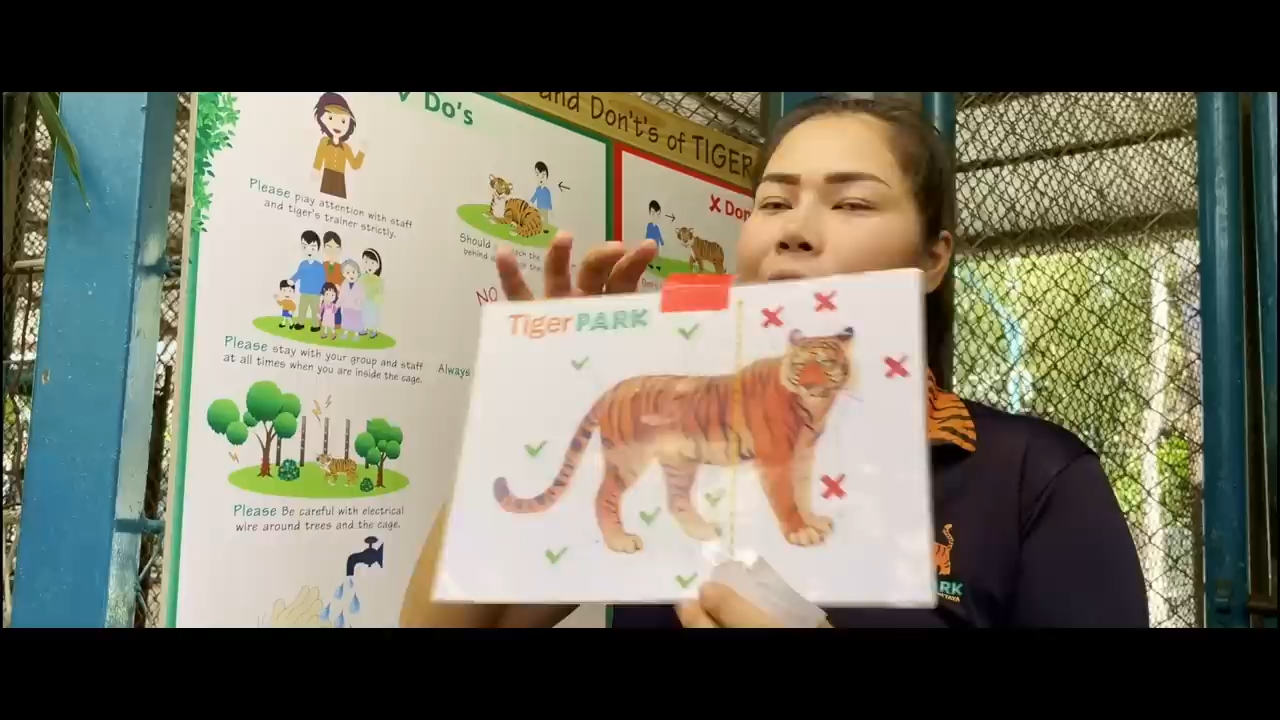 ✓ Do's
and Don't's of TIGER
Please play attention with staff
and tiger's trainer strictly.
Should
behind
✗ Don
NO
Please stay with your group and staff
at all times when you are inside the cage.
Always
Please Be careful with electrical
wire around trees and the cage.
Tiger PARK